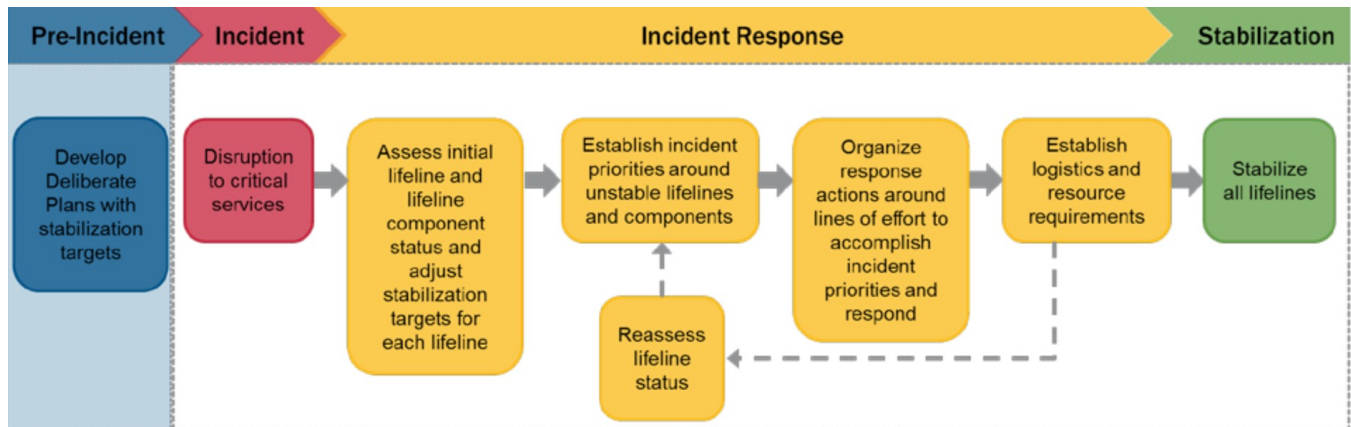 Pre-Incident
Incident
Incident Response
Stabilization
Develop
Deliberate
Plans with
stabilization
targets
Disruption
to critical
services
Assess initial
lifeline and
lifeline
component
status and
adjust
stabilization
targets for
each lifeline
Establish incident
priorities around
unstable lifelines
and components
Organize
response
actions around
lines of effort to
accomplish
incident
priorities and
respond
Establish
logistics and
resource
requirements
Stabilize
all lifelines
Reassess
lifeline
status